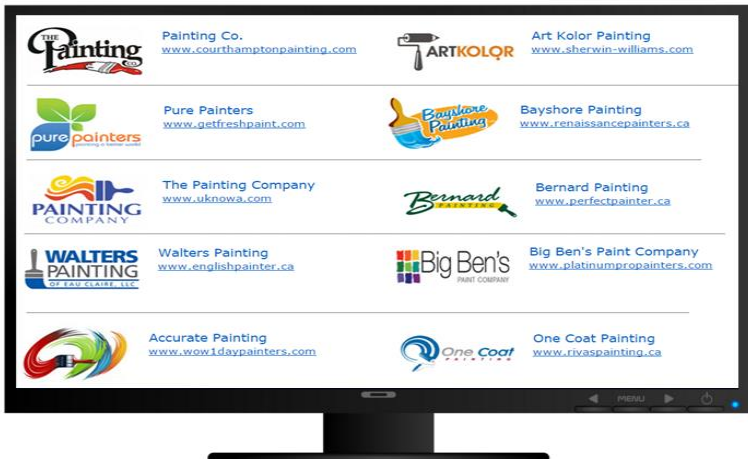 THE
Painting
CO.
Painting Co.
www.courthamptonpainting.com
ARTKOLOR
Art Kolor Painting
www.sherwin-williams.com
pure painters
painting a better world
Pure Painters
www.getfreshpaint.com
Bayshore
Painting
Bayshore Painting
www.renaissancepainters.ca
PAINTING
COMPANY
The Painting Company
www.uknowa.com
Bernard
PAINTING
Bernard Painting
www.perfectpainter.ca
WALTERS
PAINTING
OF EAU CLAIRE, LLC
Walters Painting
www.englishpainter.ca
Big Ben's
PAINT COMPANY
Big Ben's Paint Company
www.platinumpropainters.com
Accurate Painting
www.wow1daypainters.com
One Coat
PAINTING
One Coat Painting
www.rivaspainting.ca
MENU